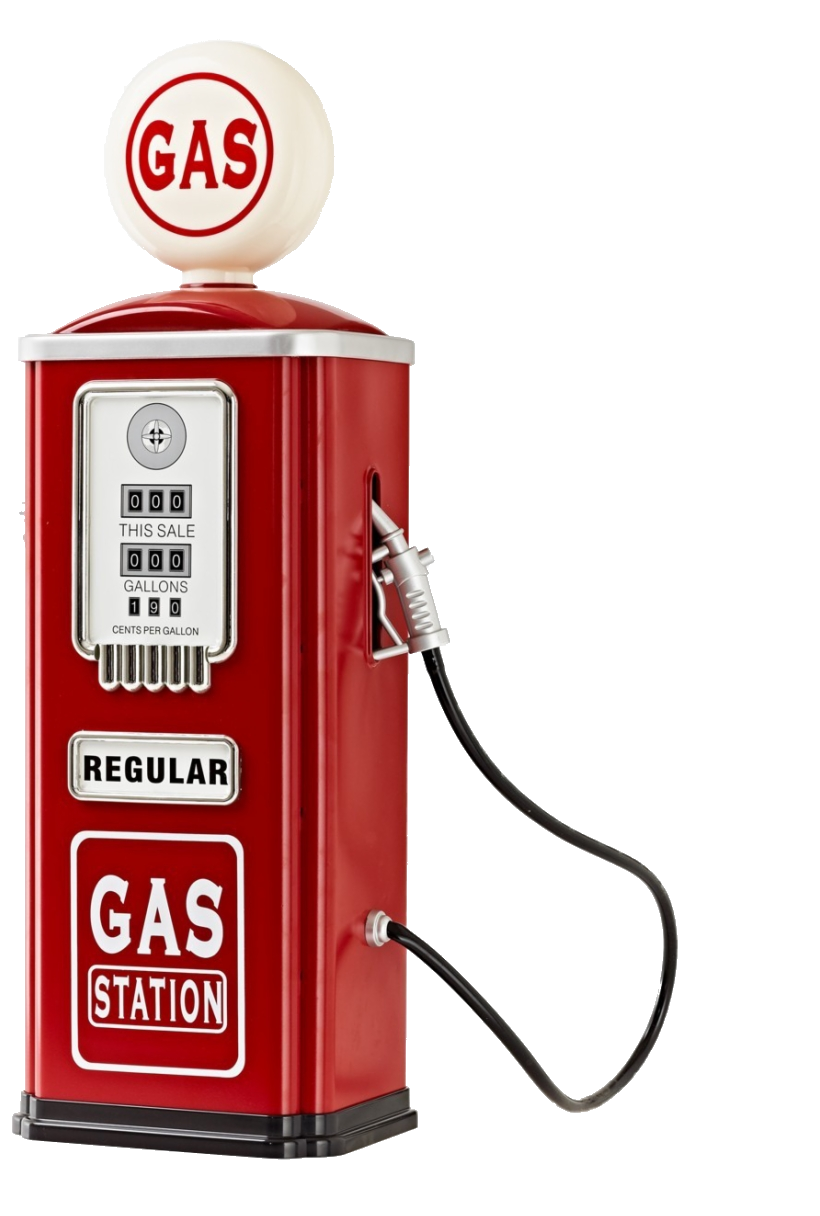 GAS
000
THIS SALE
000
GALLONS
190
CENTS PER GALLON
REGULAR
GAS
STATION